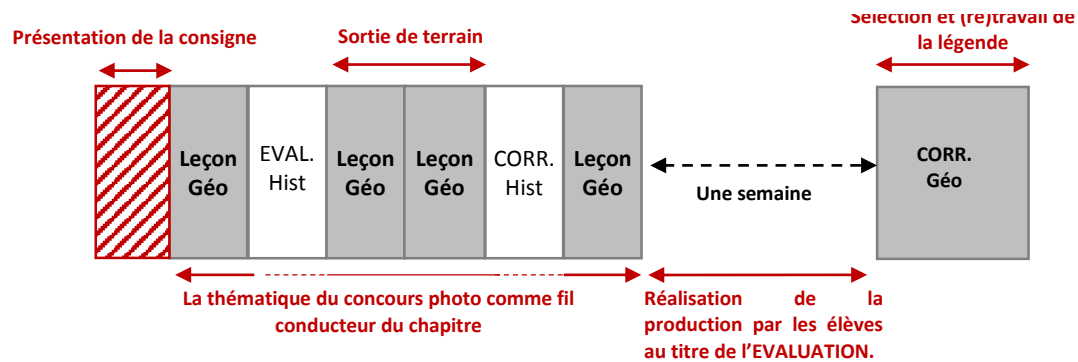 Présentation de la consigne
Sortie de terrain
Sélection et (re)travail de
la légende
Leçon
Géo
EVAL.
Hist
Leçon
Géo
Leçon
Géo
CORR.
Hist
Leçon
Géo
Une semaine
CORR.
Géo
La thématique du concours photo comme fil
conducteur du chapitre
Réalisation de la
production par les élèves
au titre de l’EVALUATION.